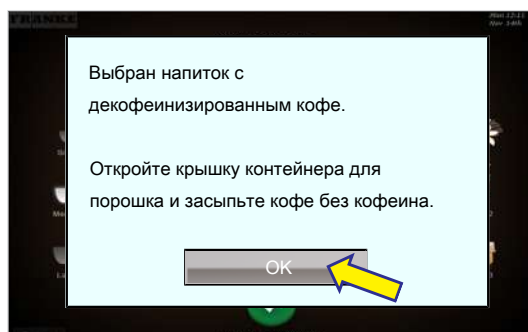 FRANKE
Выбран напиток с
декофеинизированным кофе.
Откройте крышку контейнера для
порошка и засыпьте кофе без кофеина.
OK